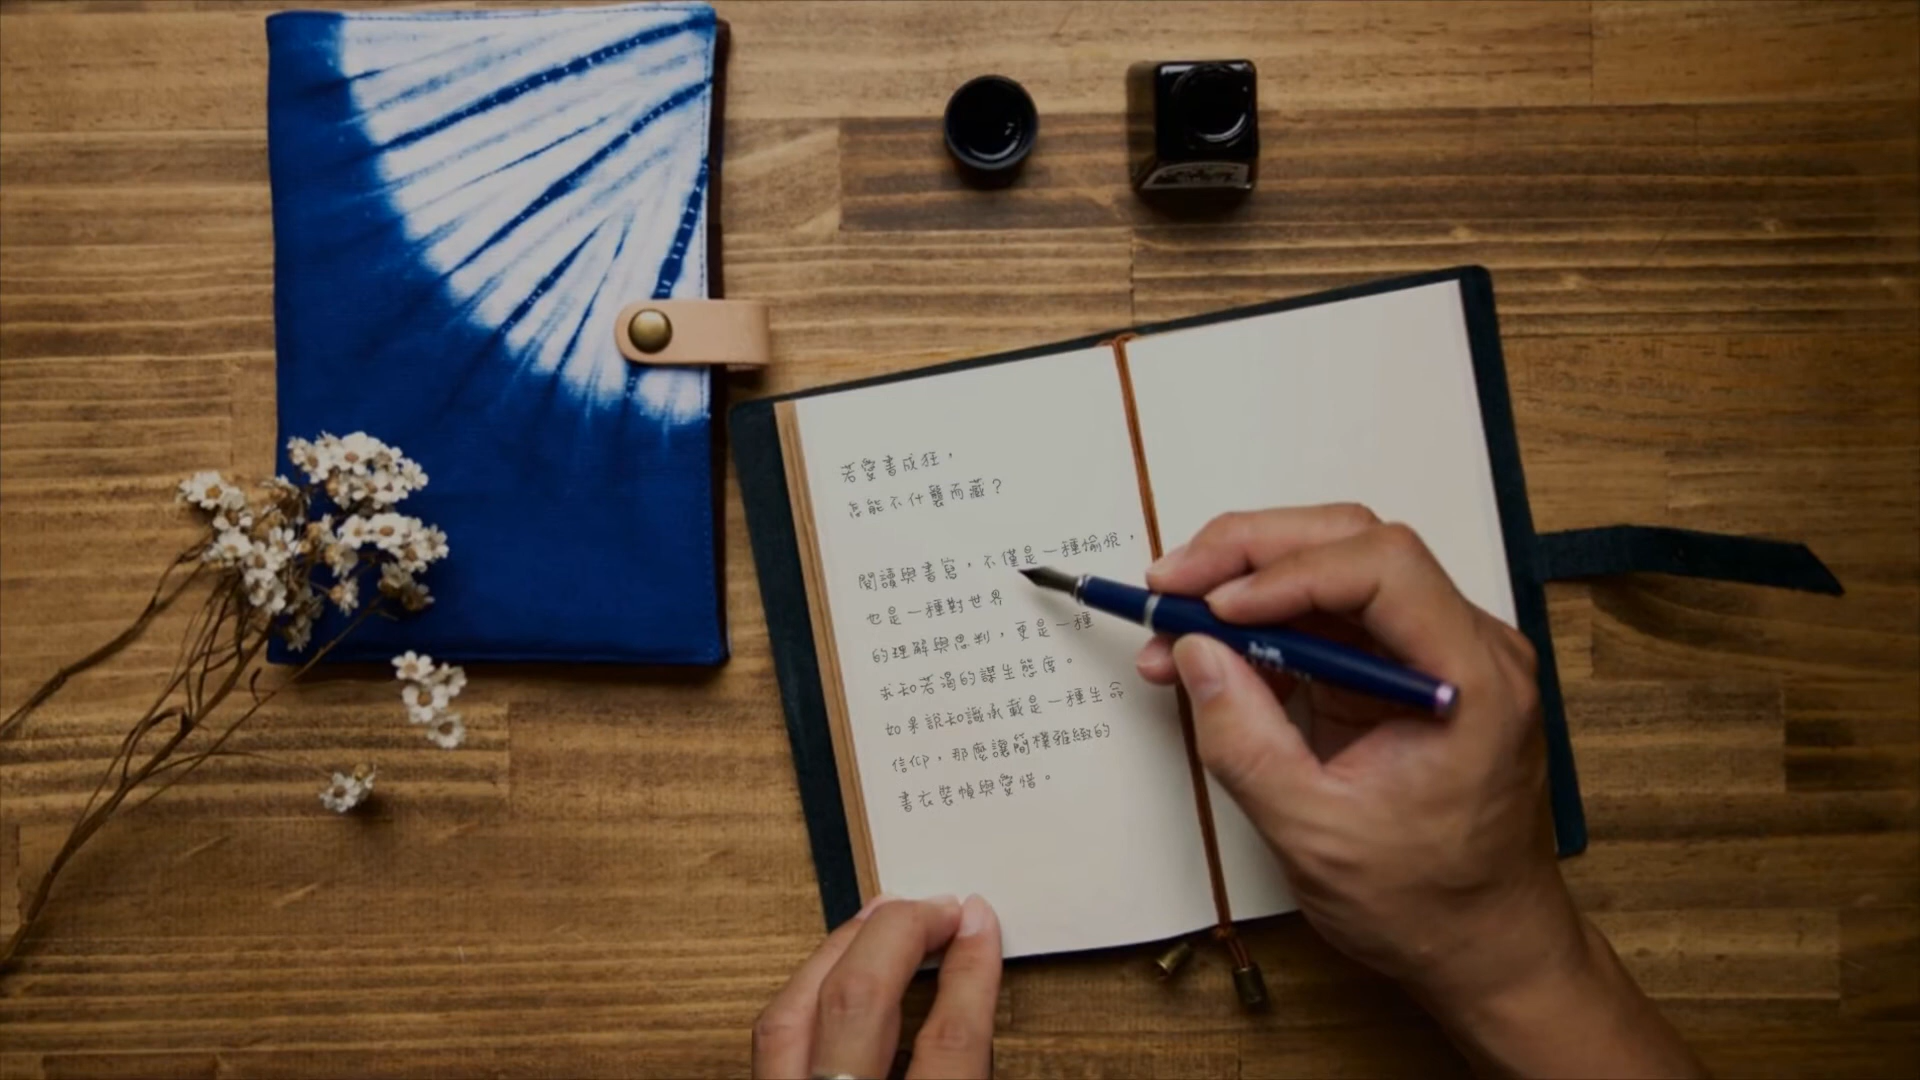 若愛書成狂，
怎能不什襲而藏？
閱讀與書寫，不僅是一種愉悅，
也是一種對世界
的理解與思判，更是一種
求知若渴的謀生態度。
如果說知識承載是一種生命
信仰，那麼讓簡樸雅緻的
書衣裝幀與愛惜。